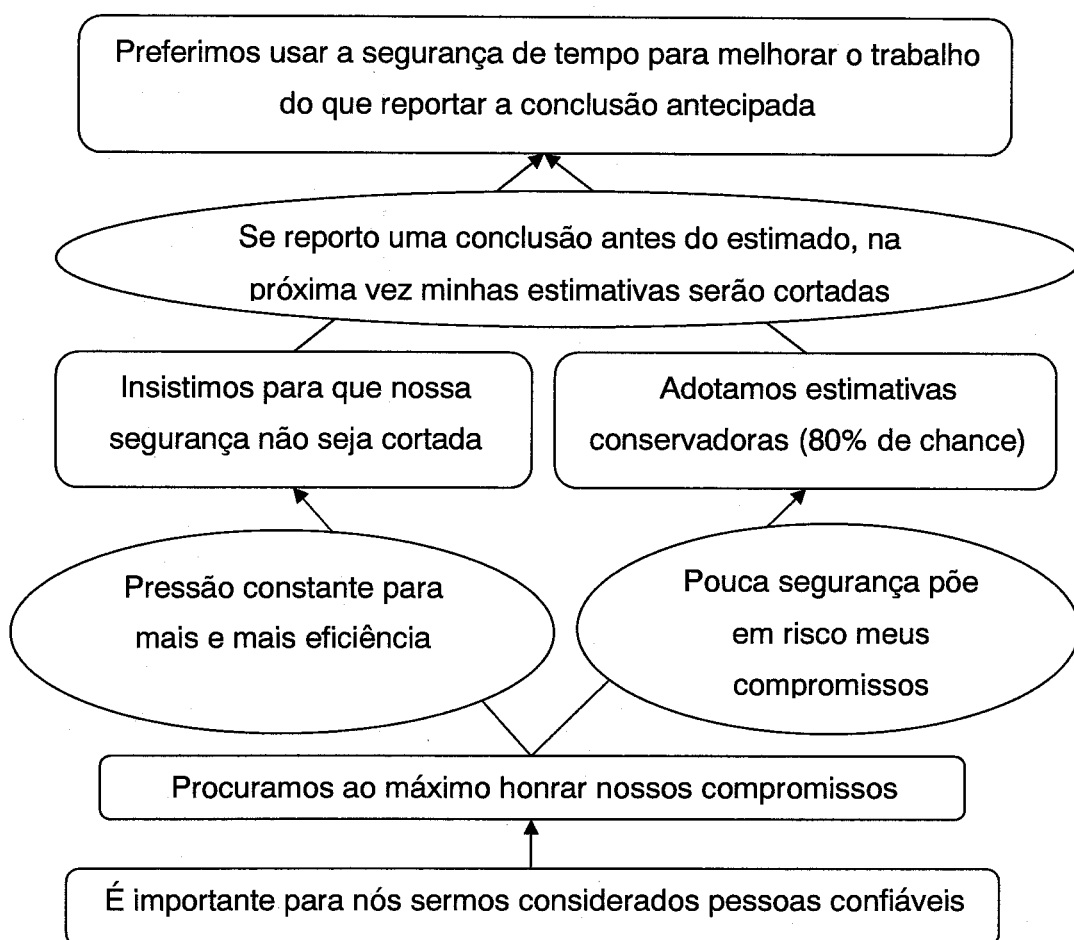 Preferimos usar a segurança de tempo para melhorar o trabalho
do que reportar a conclusão antecipada
Se reporto uma conclusão antes do estimado, na
próxima vez minhas estimativas serão cortadas
Insistimos para que nossa
segurança não seja cortada
Adotamos estimativas
conservadoras (80% de chance)
Pressão constante para
mais e mais eficiência
Pouca segurança põe
em risco meus
compromissos
Procuramos ao máximo honrar nossos compromissos
É importante para nós sermos considerados pessoas confiáveis